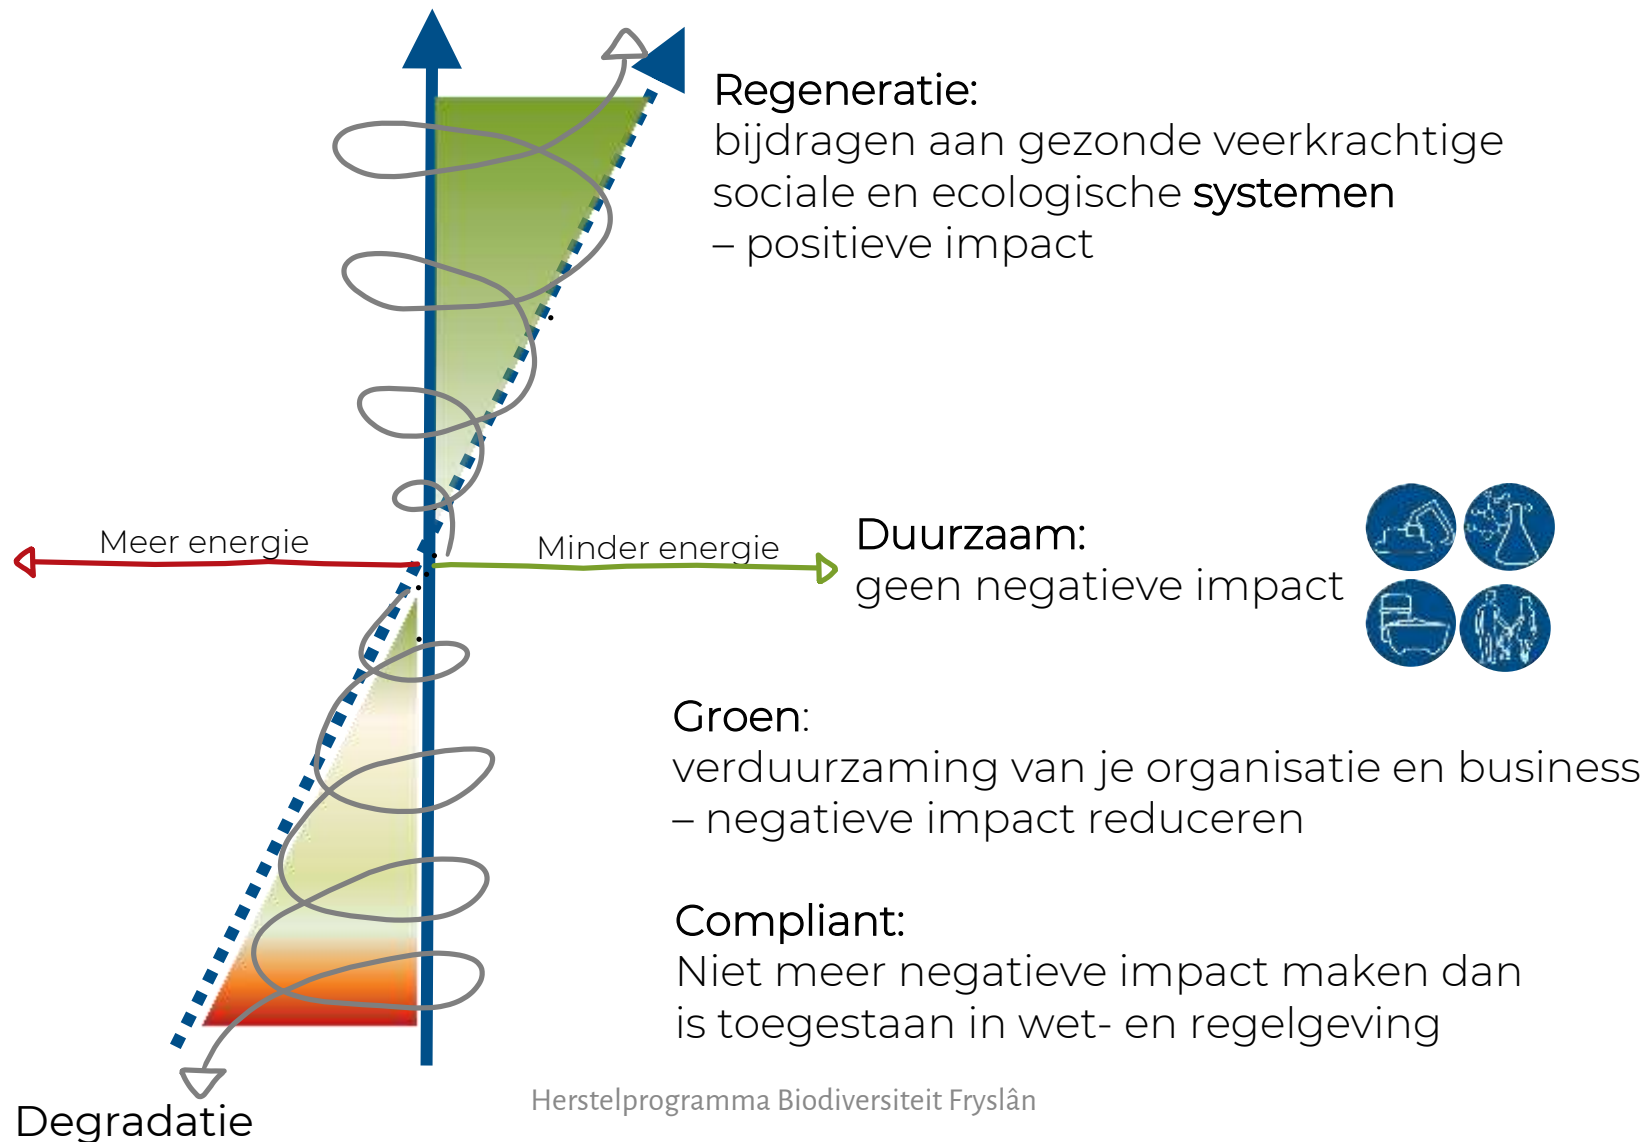 Regeneratie:
bijdragen aan gezonde veerkrachtige
sociale en ecologische systemen
– positieve impact
Meer energie
Minder energie
Duurzaam:
geen negatieve impact
Groen:
verduurzaming van je organisatie en business
– negatieve impact reduceren
Compliant:
Niet meer negatieve impact maken dan
is toegestaan in wet- en regelgeving
Herstelprogramma Biodiversiteit Fryslân
Degradatie